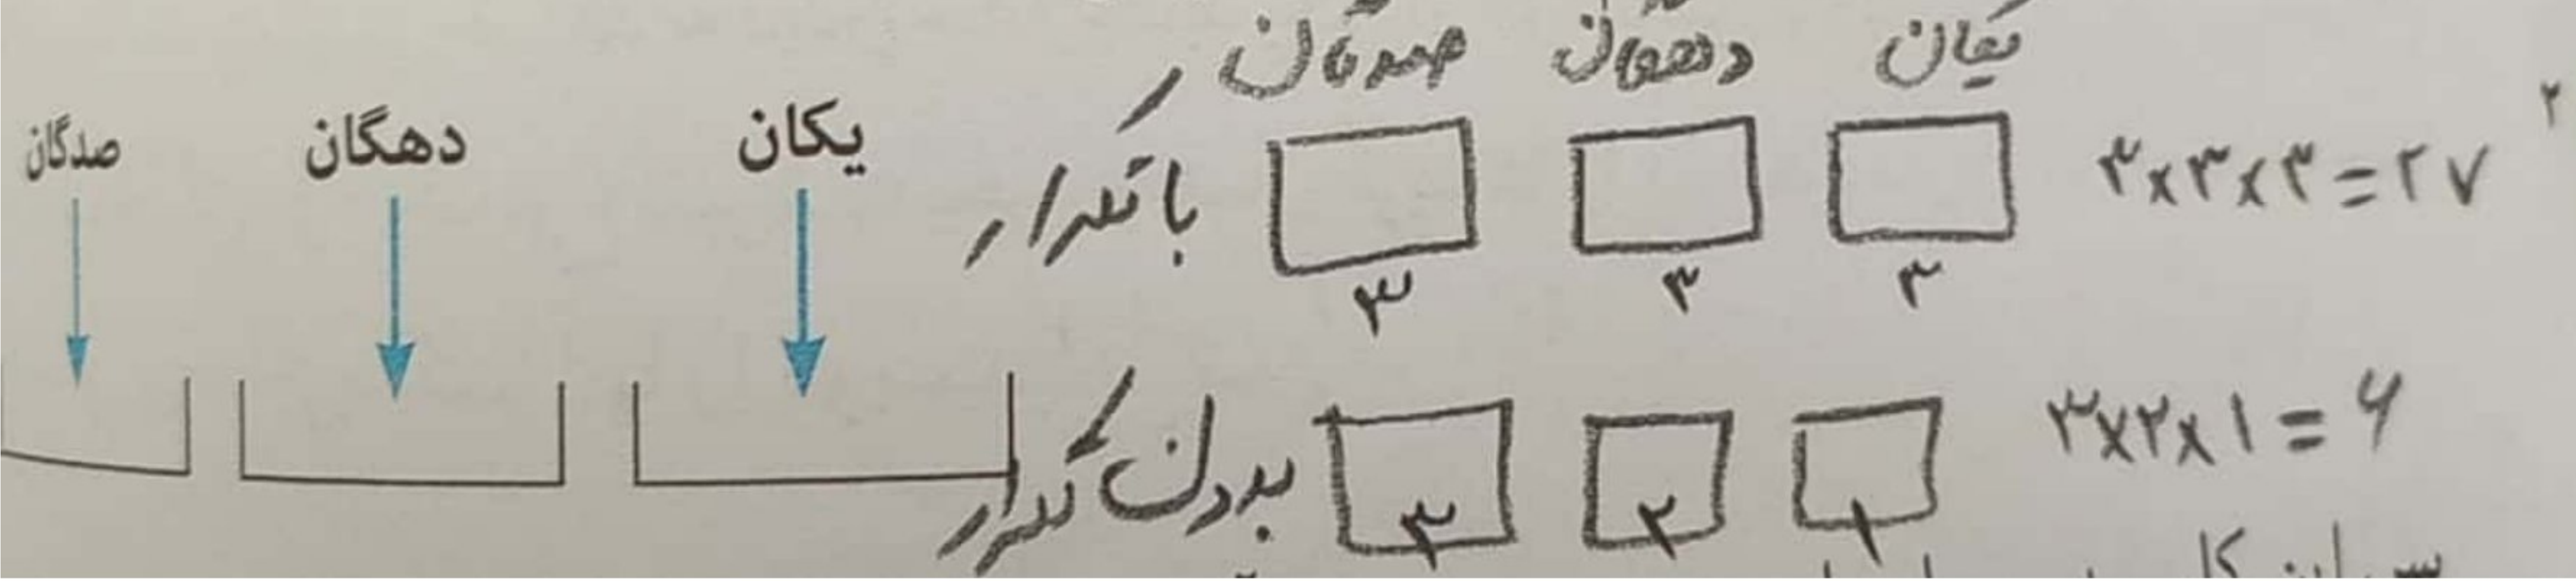 یکان دهگان صدگان
۲
یکان دهگان صدگان
۳×۳×۳=۲۷
با تکرار
۳ ۳ ۳
۳×۲×۱=۶
۱ ۲ ۳
بدون تکرار